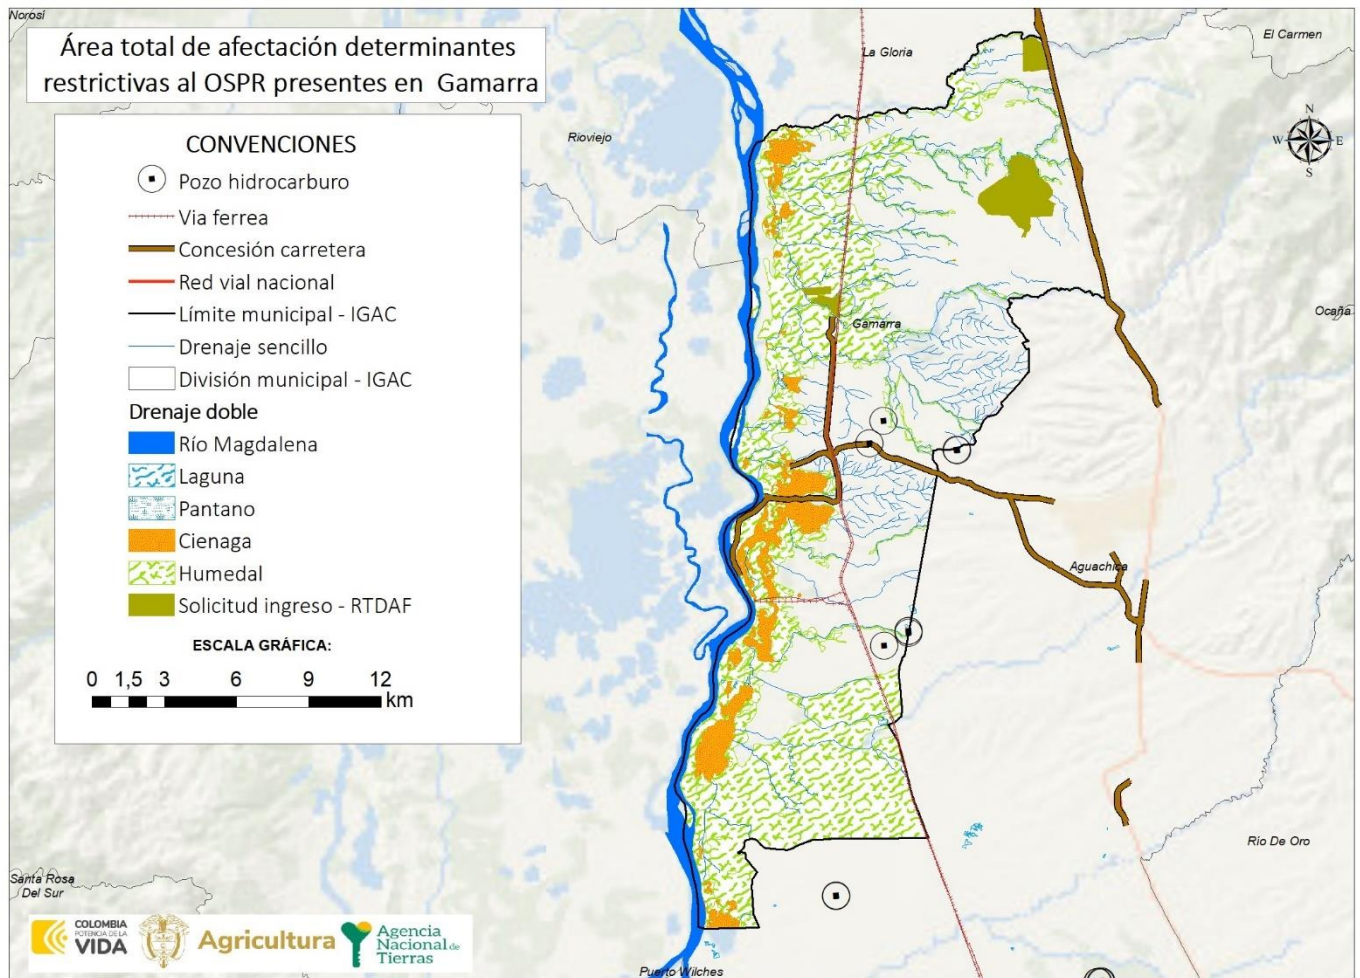 Norosí
Área total de afectación determinantes
restrictivas al OSPR presentes en Gamarra
La Gloria
El Carmen
Rioviejo
N
W
E
S
CONVENCIONES
Pozo hidrocarburo
Via ferrea
Concesión carretera
Red vial nacional
Límite municipal - IGAC
Drenaje sencillo
División municipal - IGAC
Drenaje doble
Río Magdalena
Laguna
Pantano
Cienaga
Humedal
Solicitud ingreso - RTDAF
ESCALA GRÁFICA:
0 1,5 3 6 9 12
km
Gamarra
Ocaña
Aguachica
Rio De Oro
Santa Rosa
Del Sur
COLOMBIA
POTENCIA DE LA
VIDA
Agricultura
Agencia
Nacional de
Tierras
Puerto Wilches